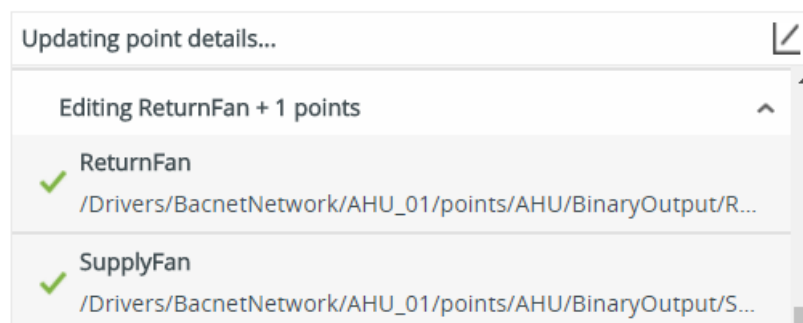 Updating point details...
Editing ReturnFan + 1 points
ReturnFan
/Drivers/BacnetNetwork/AHU_01/points/AHU/BinaryOutput/R...
SupplyFan
/Drivers/BacnetNetwork/AHU_01/points/AHU/BinaryOutput/S...